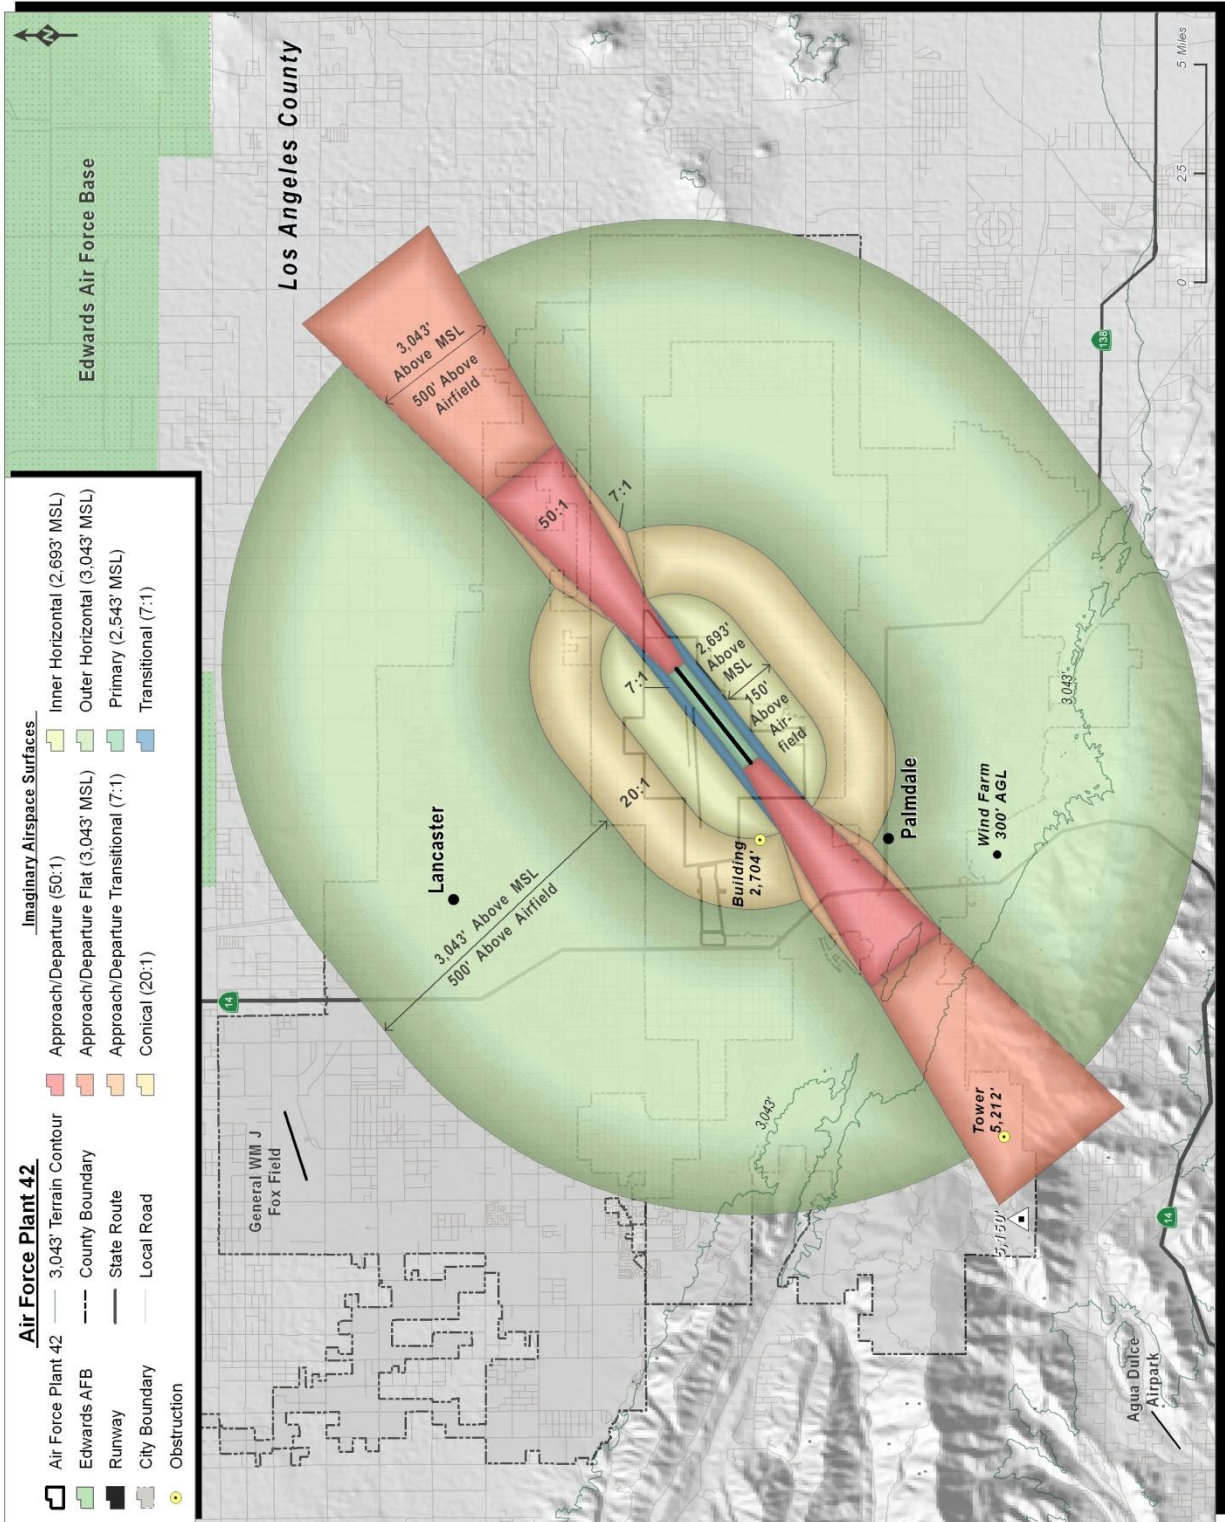 Air Force Plant 42
Air Force Plant 42
Edwards AFB
Runway
City Boundary
Obstruction
3,043' Terrain Contour
County Boundary
State Route
Local Road
Imaginary Airspace Surfaces
Approach/Departure (50:1)
Approach/Departure Flat (3,043' MSL)
Approach/Departure Transitional (7:1)
Conical (20:1)
Inner Horizontal (2,693' MSL)
Outer Horizontal (3,043' MSL)
Primary (2,543' MSL)
Transitional (7:1)
N
Edwards Air Force Base
Los Angeles County
3,043'
Above MSL
500' Above
Airfield
50:1
7:1
7:1
2,693'
Above
MSL
150'
Above
Air-
field
20:1
Lancaster
3,043' Above MSL
500' Above Airfield
Building
2,704'
Palmdale
Wind Farm
300' AGL
3,043'
3,043'
Tower
5,212'
General WM J
Fox Field
14
14
138
Agua Dulce
Airpark
0
2.5
5 Miles